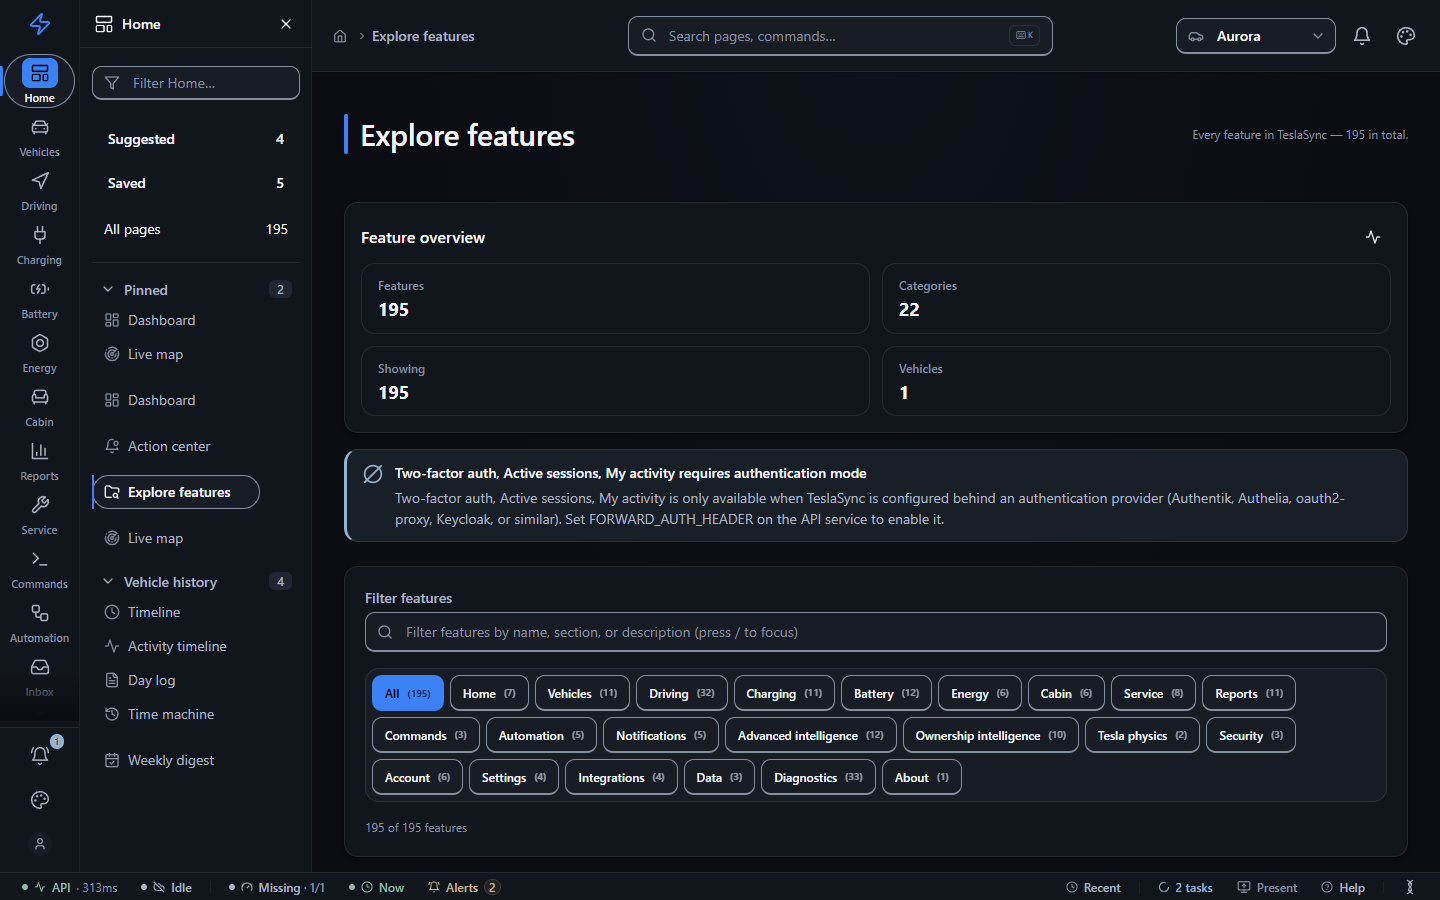 Home
Explore features
Search pages, commands...
K
Aurora
Home
Vehicles
Driving
Charging
Battery
Energy
Cabin
Reports
Service
Commands
Automation
Inbox
1
Filter Home...
Suggested 4
Saved 5
All pages 195
Pinned 2
Dashboard
Live map
Dashboard
Action center
Explore features
Live map
Vehicle history 4
Timeline
Activity timeline
Day log
Time machine
Weekly digest
Explore features
Every feature in TeslaSync — 195 in total.
Feature overview
Features
195
Categories
22
Showing
195
Vehicles
1
Two-factor auth, Active sessions, My activity requires authentication mode
Two-factor auth, Active sessions, My activity is only available when TeslaSync is configured behind an authentication provider (Authentik, Authelia, oauth2-
proxy, Keycloak, or similar). Set FORWARD_AUTH_HEADER on the API service to enable it.
Filter features
Filter features by name, section, or description (press / to focus)
All (195) Home (7) Vehicles (11) Driving (32) Charging (11) Battery (12) Energy (6) Cabin (6) Service (8) Reports (11)
Commands (3) Automation (5) Notifications (5) Advanced intelligence (12) Ownership intelligence (10) Tesla physics (2) Security (3)
Account (6) Settings (4) Integrations (4) Data (3) Diagnostics (33) About (1)
195 of 195 features
API · 313ms Idle Missing · 1/1 Now Alerts 2 Recent 2 tasks Present Help